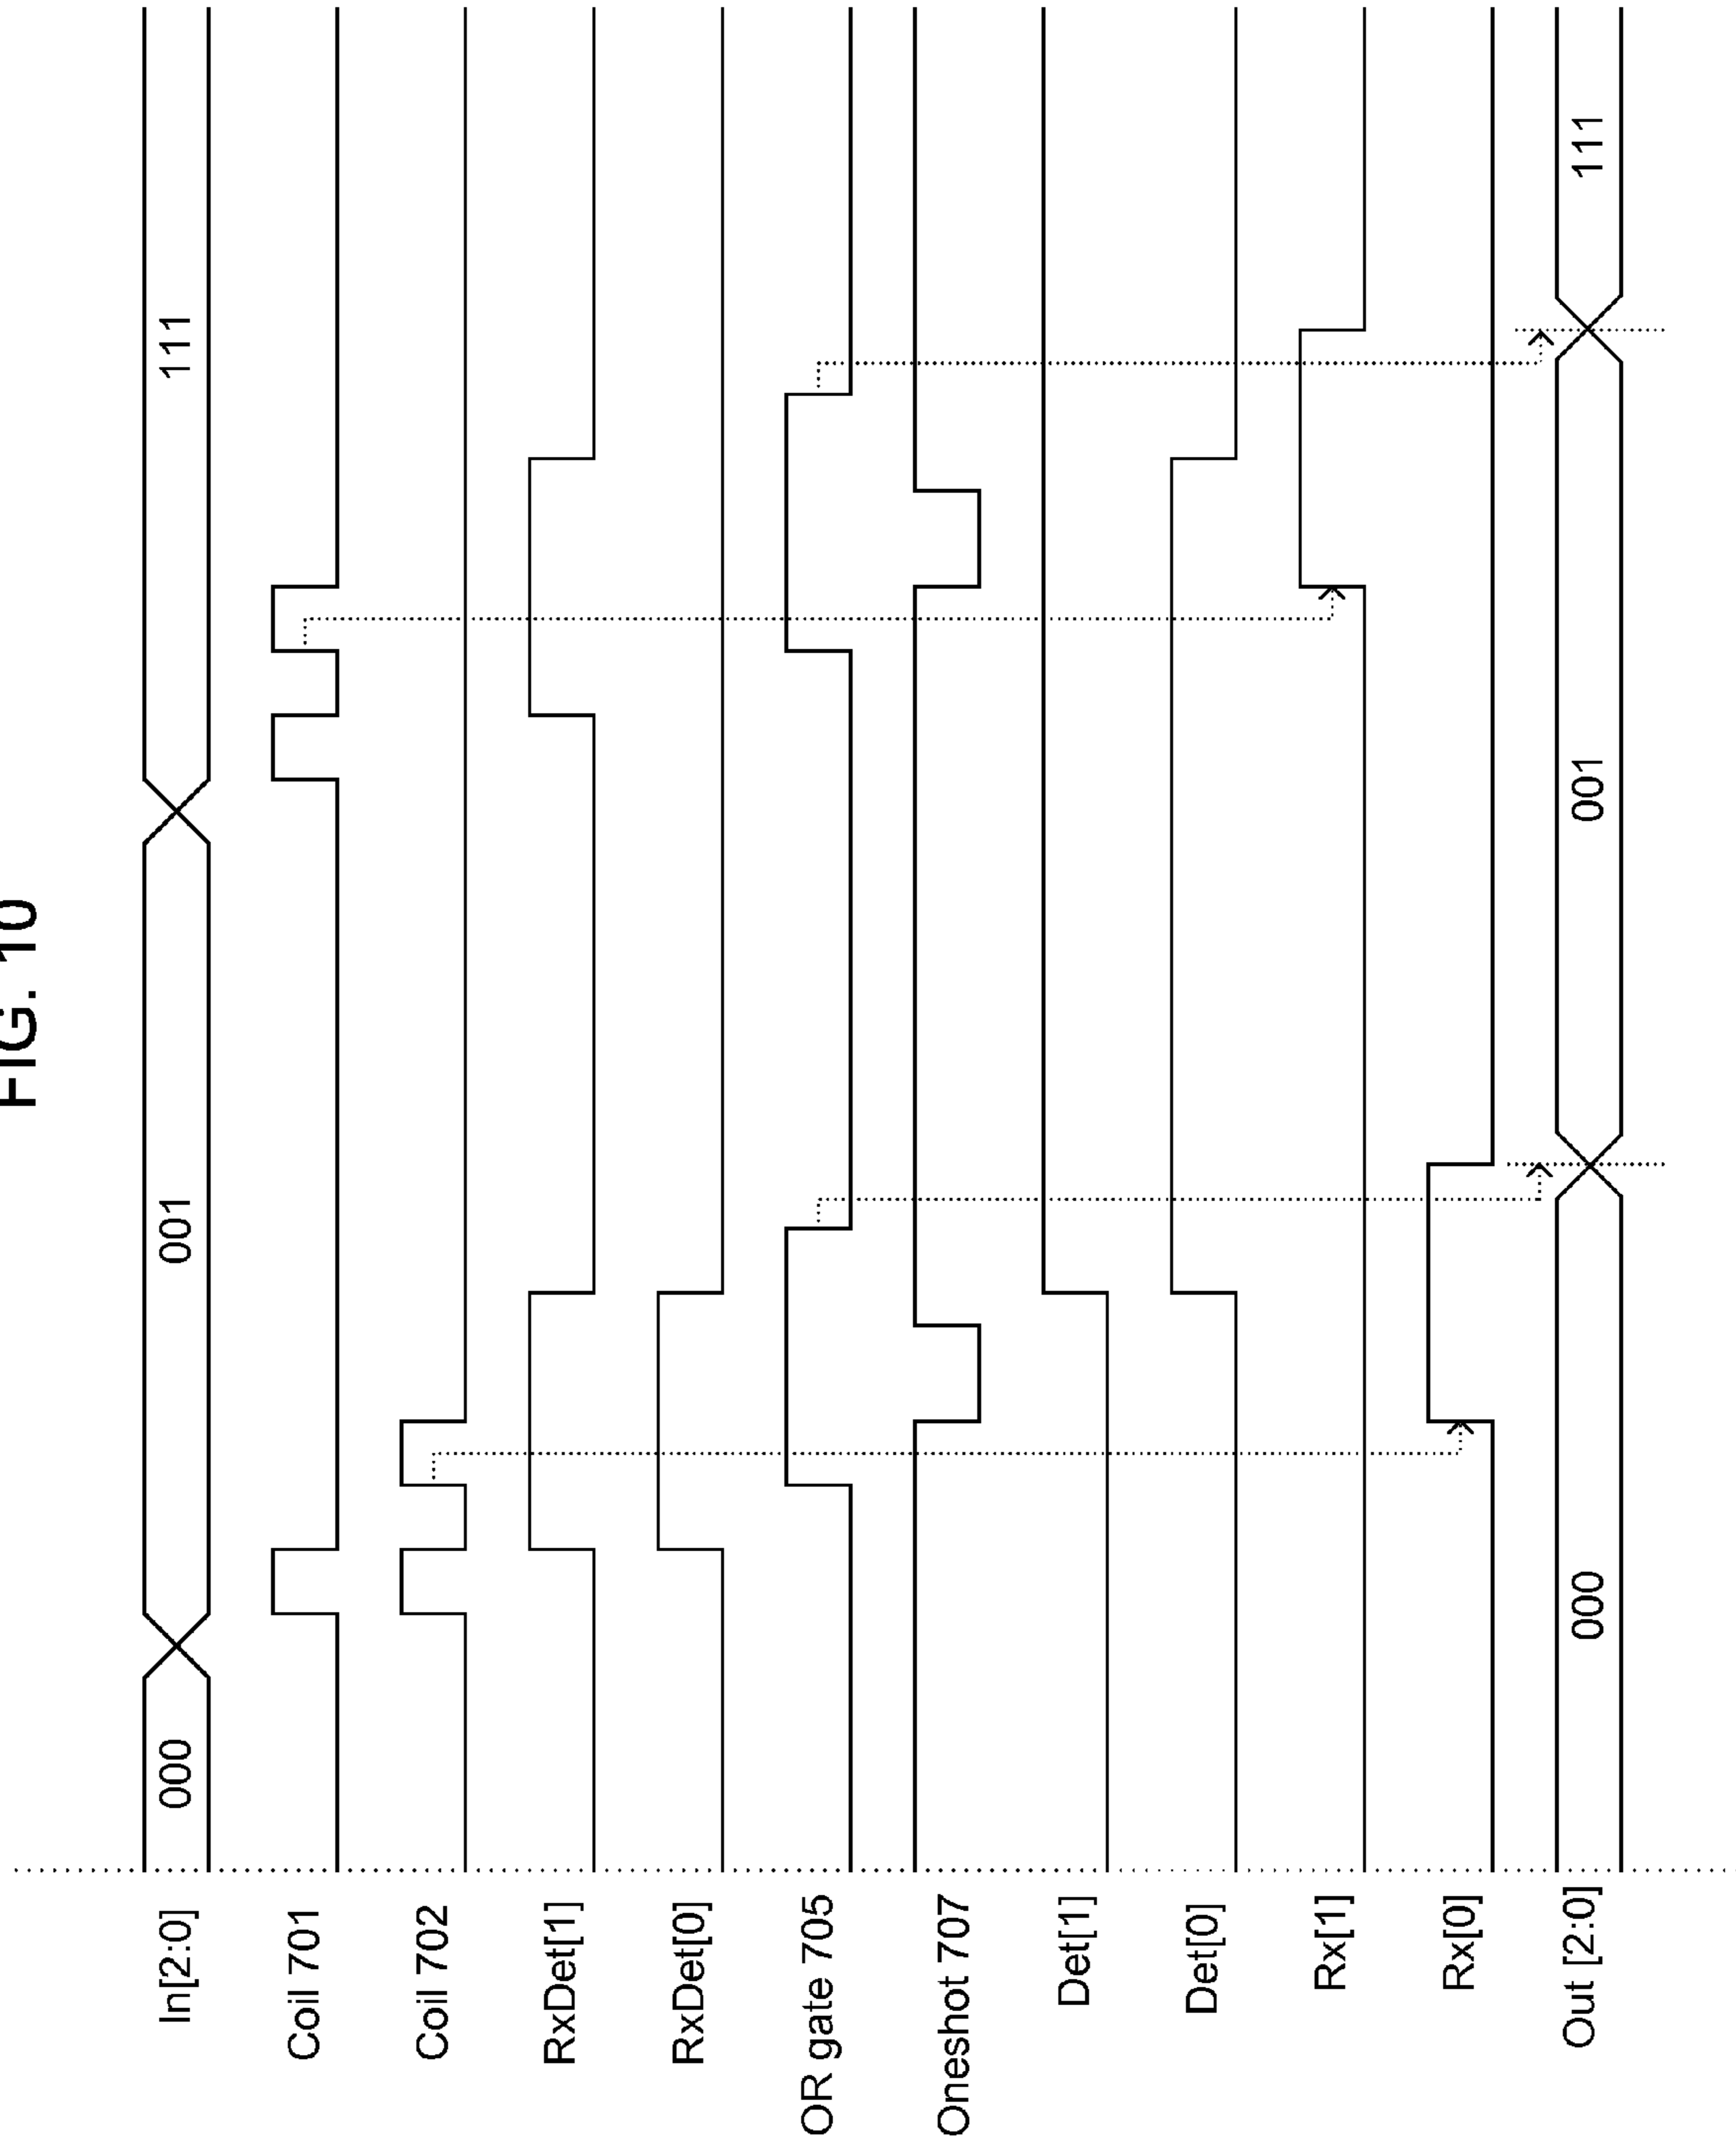 FIG. 10
In[2:0]
000
001
111
Coil 701
Coil 702
RxDet[1]
RxDet[0]
OR gate 705
Oneshot 707
Det[1]
Det[0]
Rx[1]
Rx[0]
Out [2:0]
000
001
111